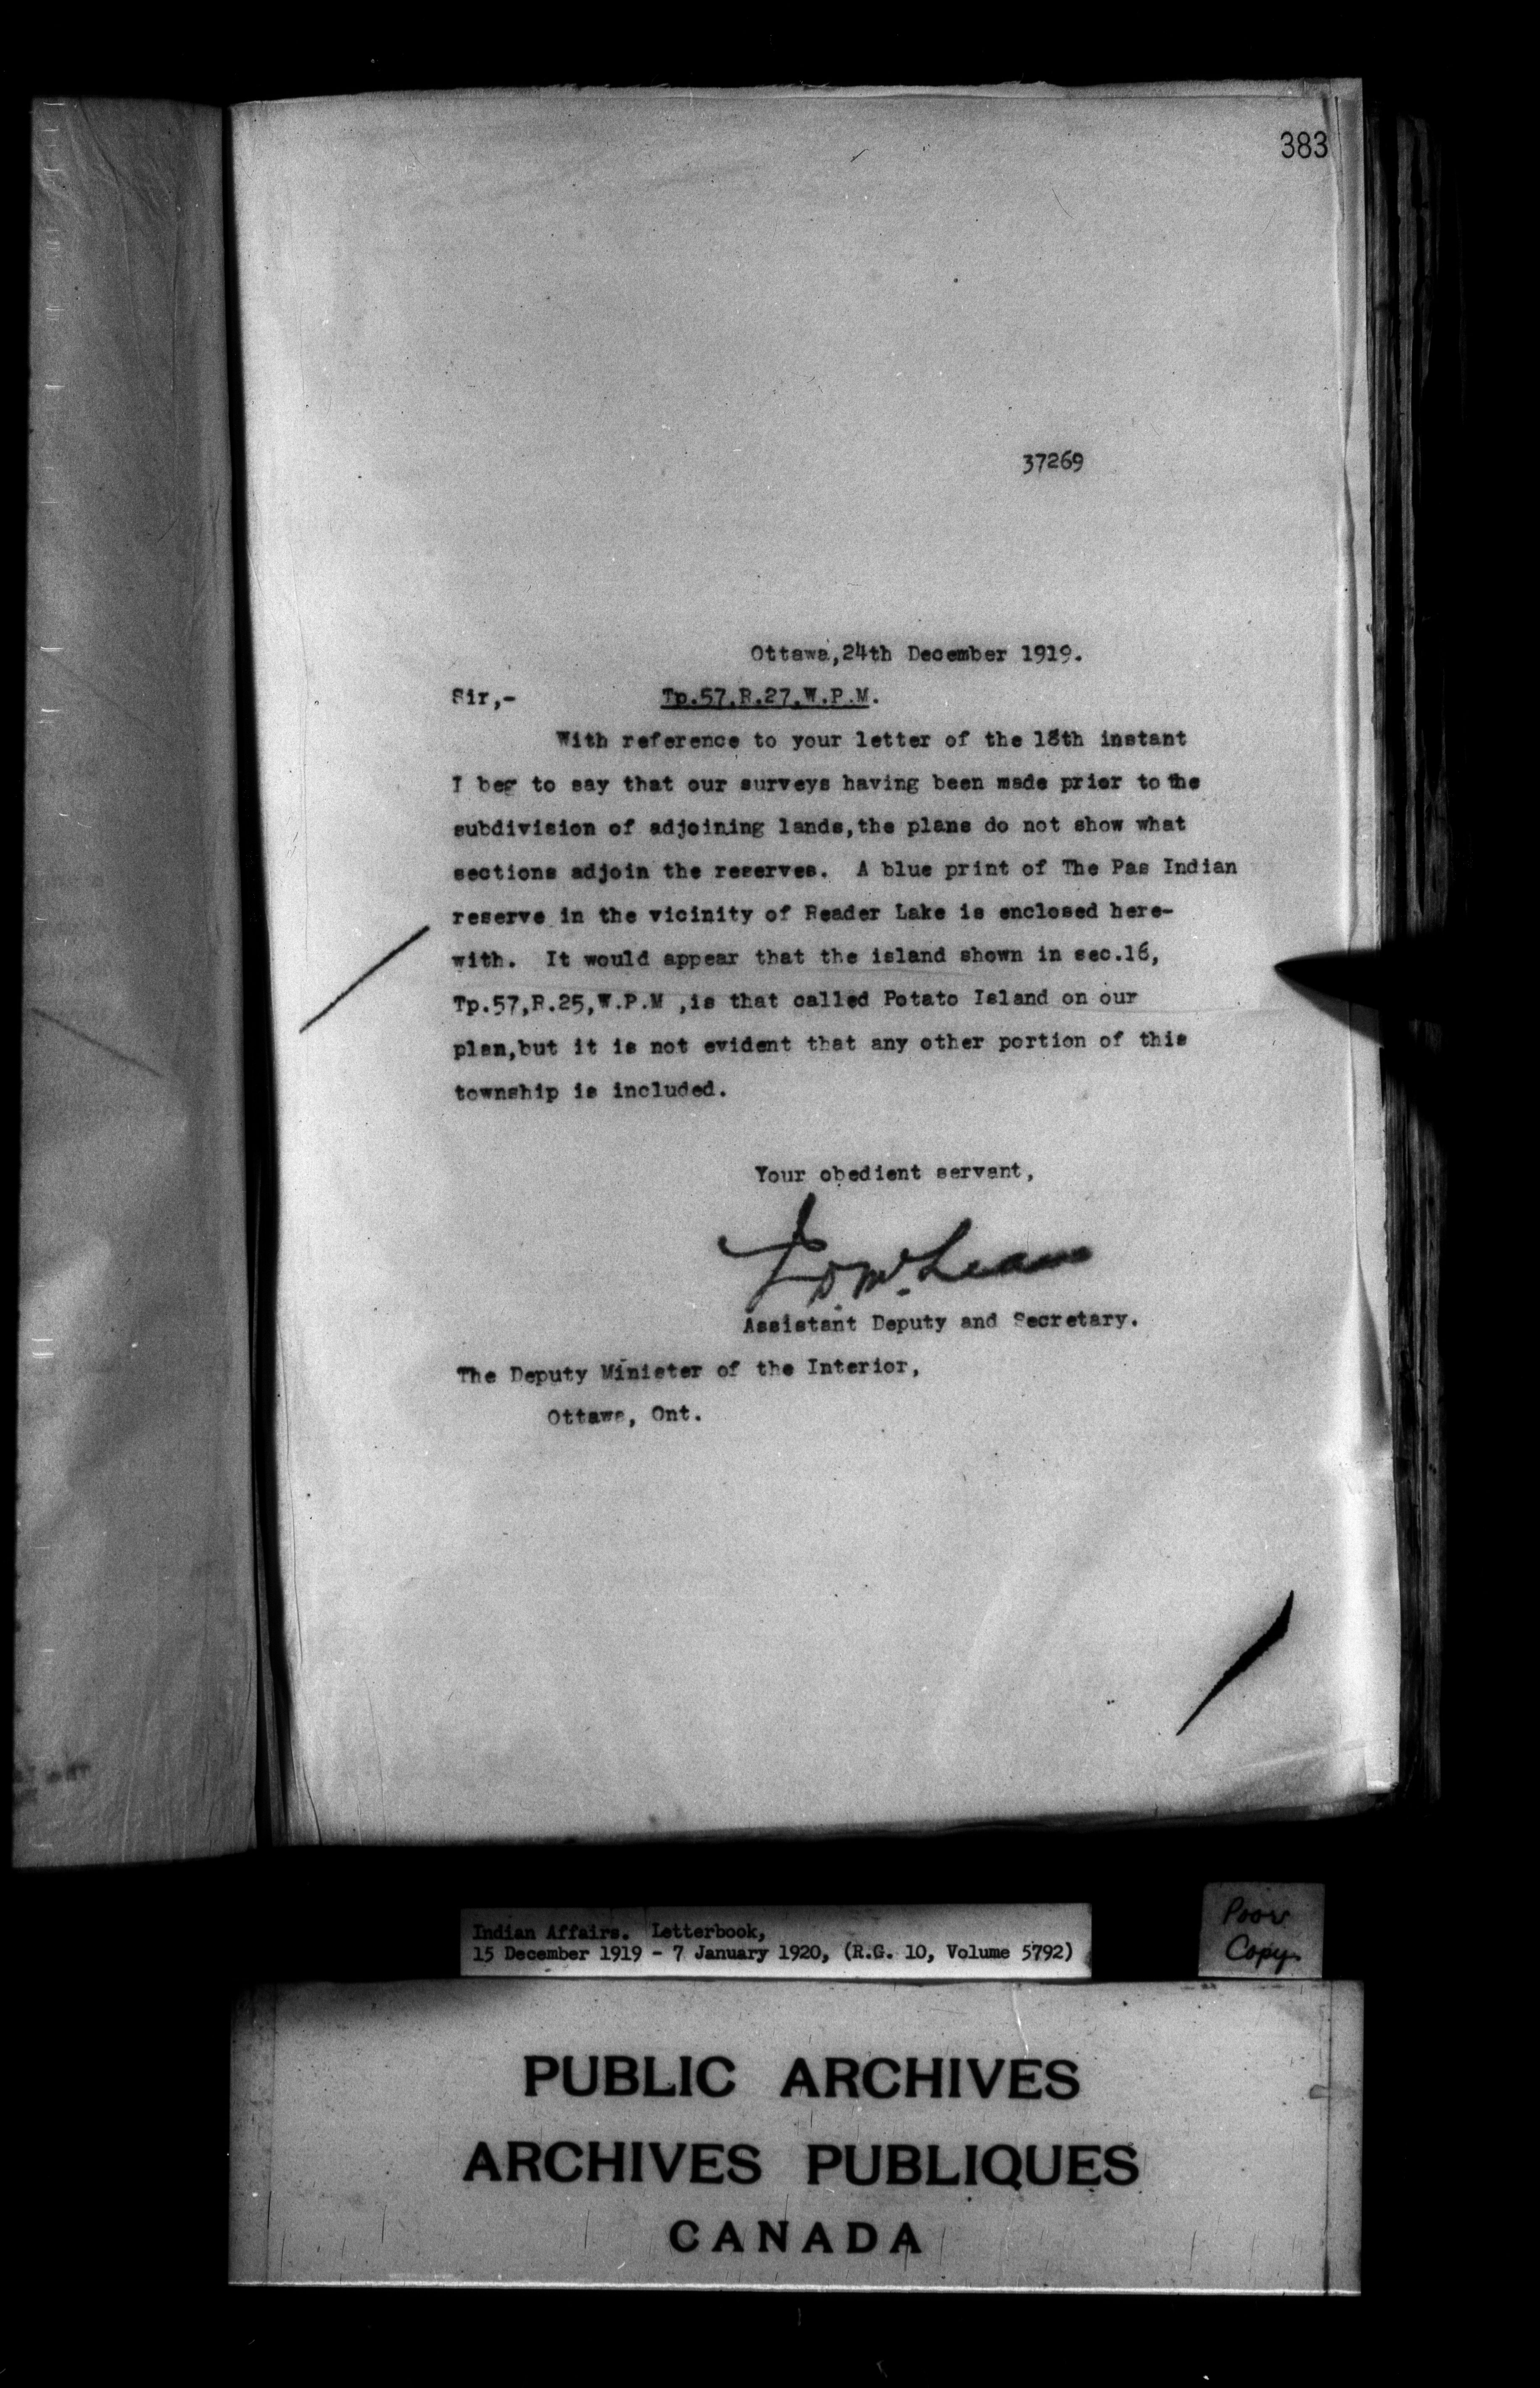 383
37269
Ottawa,24th December 1919.
Sir,-
Tp.57,R.27,W.P.M.
With reference to your letter of the 18th instant
I beg to say that our surveys having been made prior to the
subdivision of adjoining lands,the plans do not show what
sections adjoin the reserves. A blue print of The Pas Indian
reserve in the vicinity of Reader Lake is enclosed here-
with. It would appear that the island shown in sec.16,
Tp.57,R.25,W.P.M ,is that called Potato Island on our
plan,but it is not evident that any other portion of this
township is included.
Your obedient servant,
J D McLean
Assistant Deputy and Secretary.
The Deputy Minister of the Interior,
Ottawa, Ont.
Indian Affairs. Letterbook,
15 December 1919 - 7 January 1920, (R.G. 10, Volume 5792)
Poor
Copy
PUBLIC ARCHIVES
ARCHIVES PUBLIQUES
CANADA